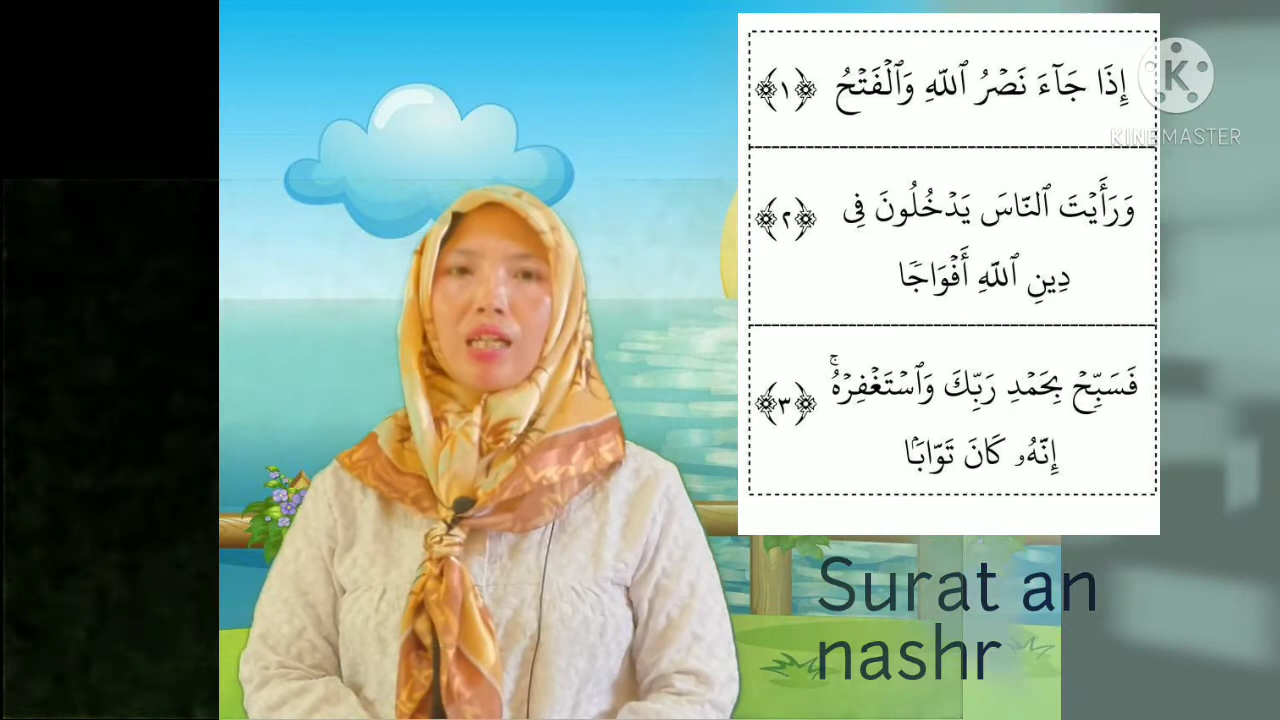 إِذَا جَآءَ نَصْرُ ٱللَّهِ وَٱلْفَتْحُ ﴿١﴾
وَرَأَيْتَ ٱلنَّاسَ يَدْخُلُونَ فِى ﴿٢﴾
دِينِ ٱللَّهِ أَفْوَاجًا
فَسَبِّحْ بِحَمْدِ رَبِّكَ وَٱسْتَغْفِرْهُ ۚ ﴿٣﴾
إِنَّهُۥ كَانَ تَوَّابًۢا
K
KINEMASTER
Surat an
nashr